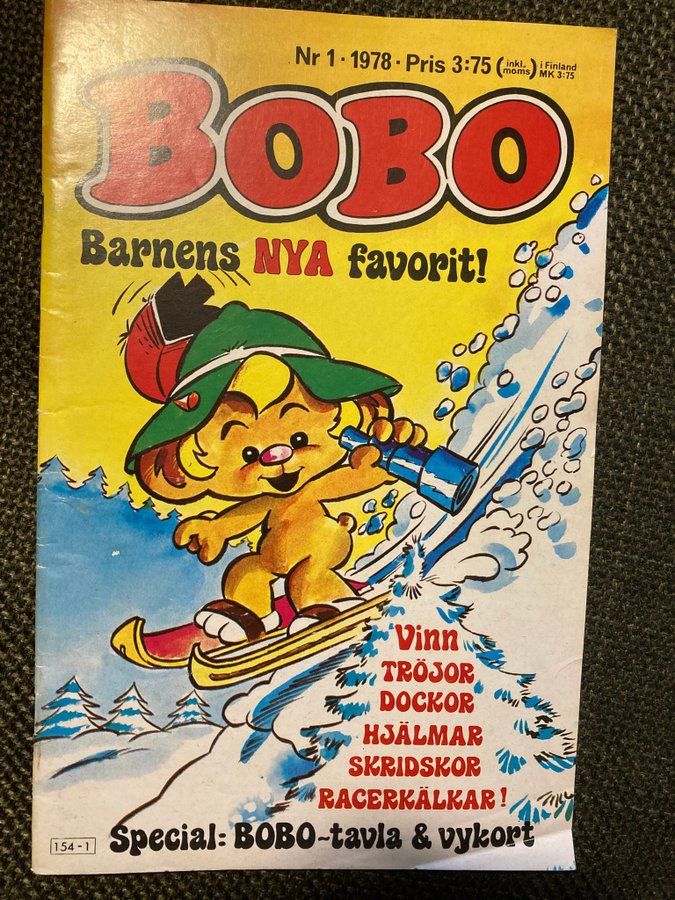 Nr 1 · 1978 · Pris 3:75 (inkl. moms) i Finland MK 3:75
BOBO
Barnens NYA favorit!
Vinn
TRÖJOR
DOCKOR
HJÄLMAR
SKRIDSKOR
RACERKÄLKAR!
Special: BOBO-tavla & vykort
154-1